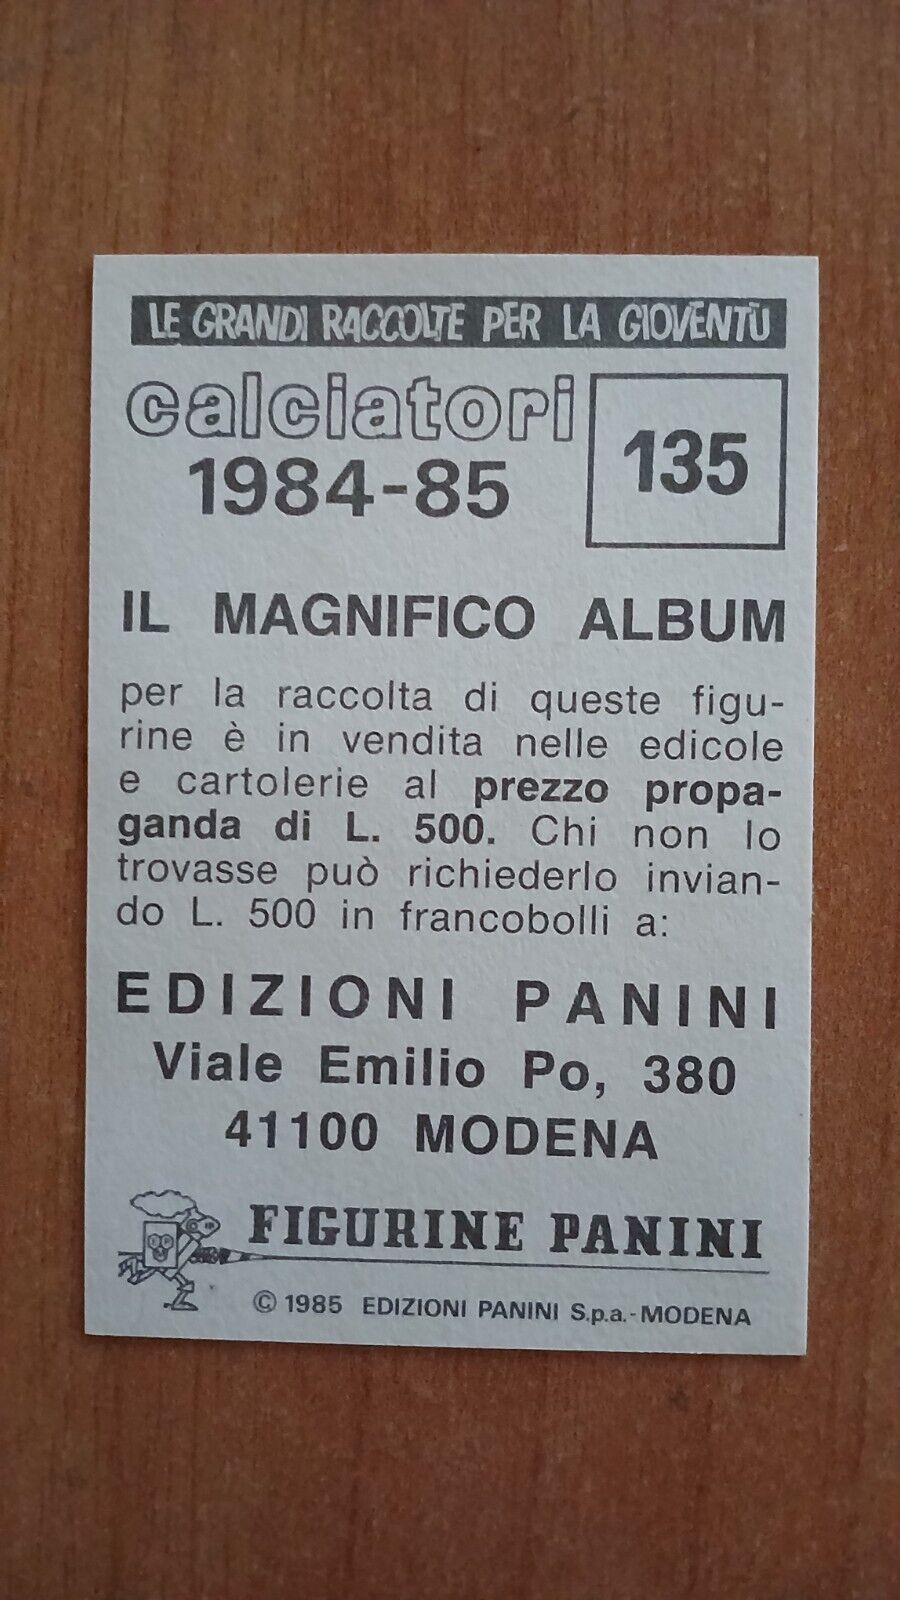 LE GRANDI RACCOLTE PER LA GIOVENTÙ
calciatori
1984-85
135
IL MAGNIFICO ALBUM
per la raccolta di queste figu-
rine è in vendita nelle edicole
e cartolerie al prezzo propa-
ganda di L. 500. Chi non lo
trovasse può richiederlo invian-
do L. 500 in francobolli a:
EDIZIONI PANINI
Viale Emilio Po, 380
41100 MODENA
FIGURINE PANINI
© 1985 EDIZIONI PANINI S.p.a.-MODENA